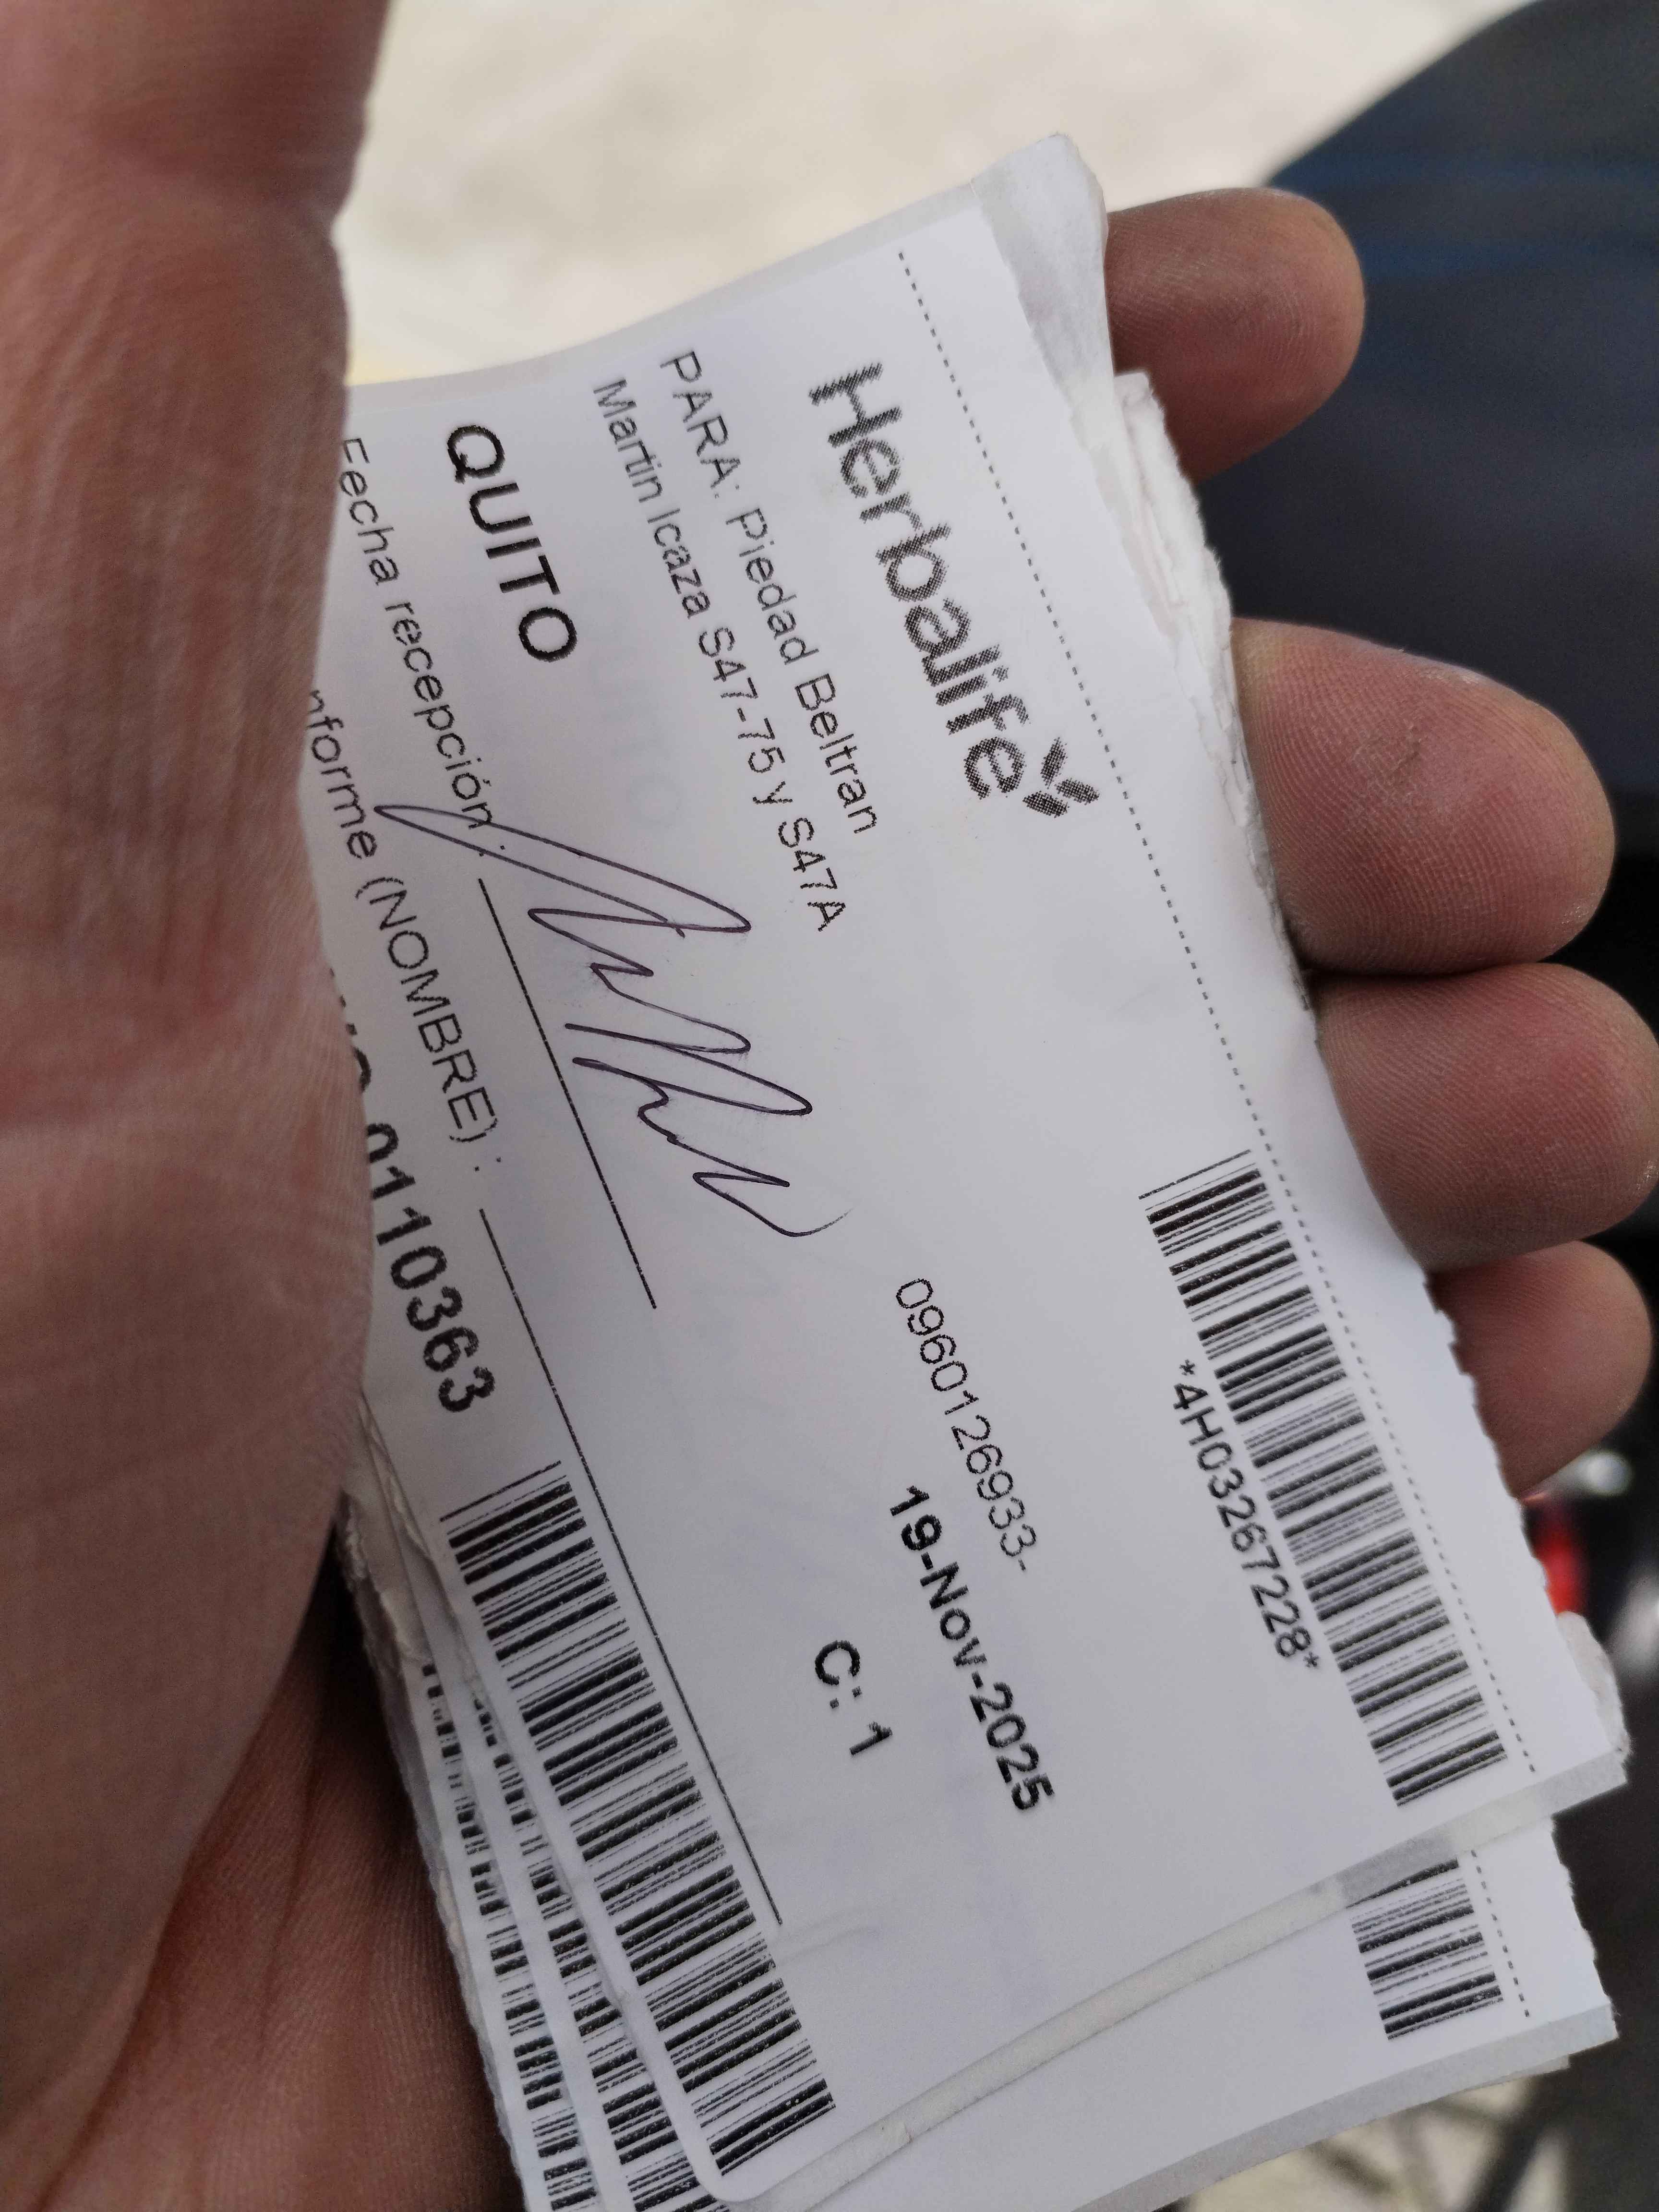 Herbalife
*4H03267228*
PARA: Piedad Beltran
0960126933-
Martin Icaza S47-75 y S47A
19-Nov-2025
QUITO
C: 1
Fecha recepción :
nforme (NOMBRE) :
0110363